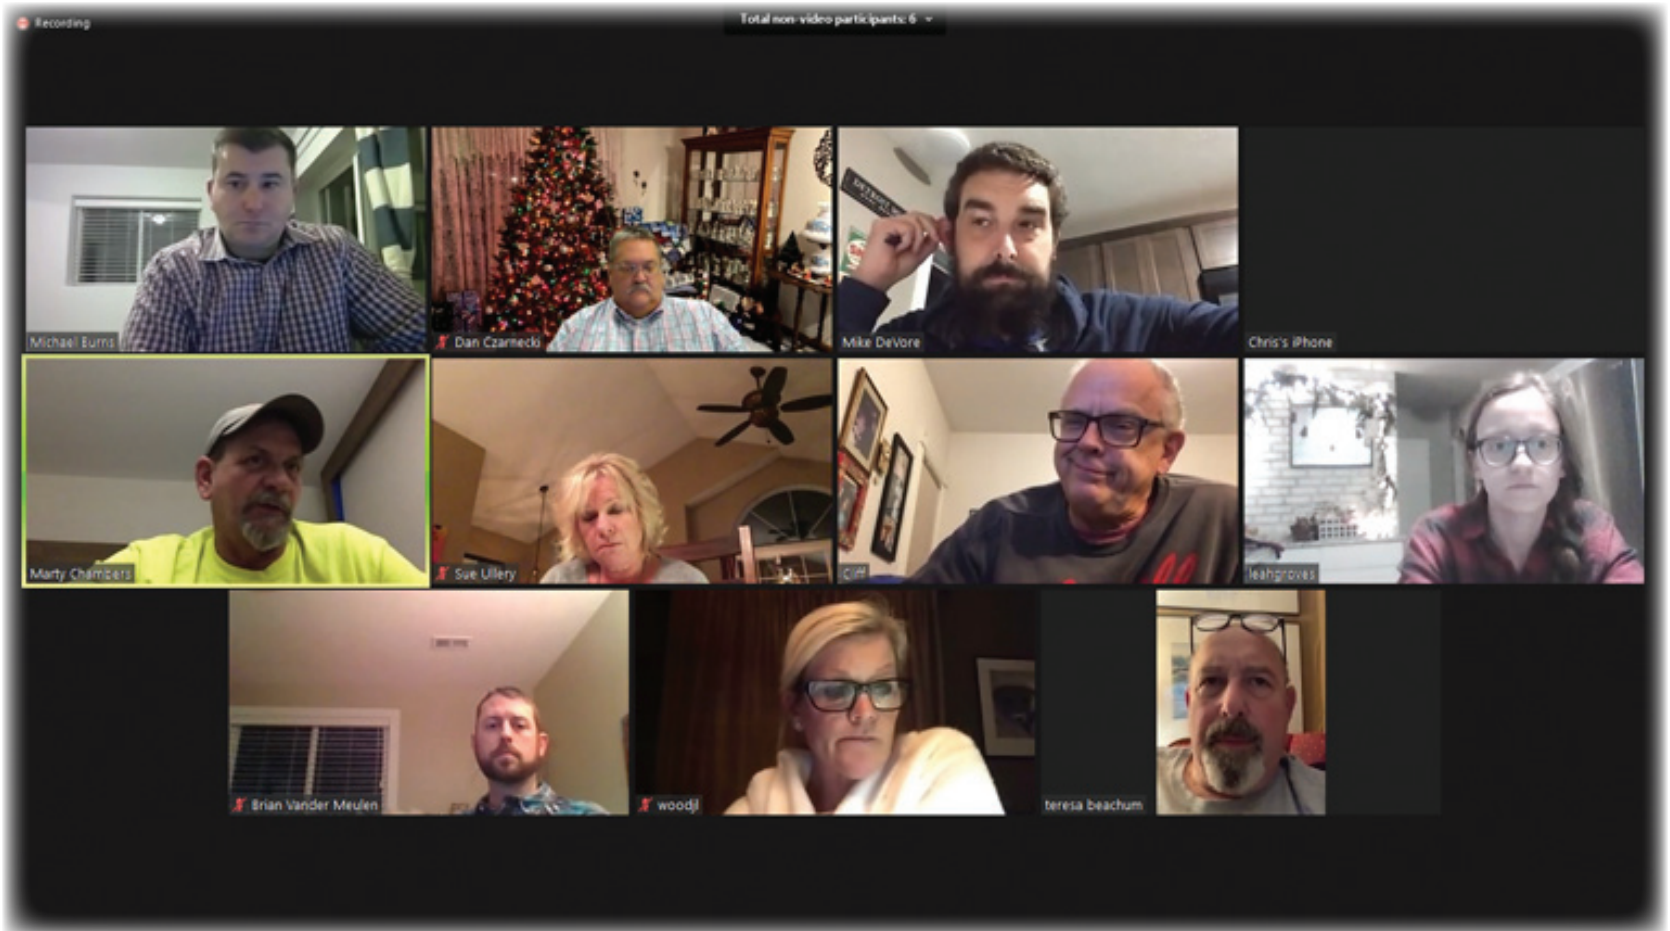 Recording
Total non-video participants: 6
Michael Burns
Dan Czarnecki
Mike DeVore
Chris's iPhone
DETROIT
Marty Chambers
Sue Ullery
Cliff
leahgroves
Brian Vander Meulen
woodjl
teresa beachum